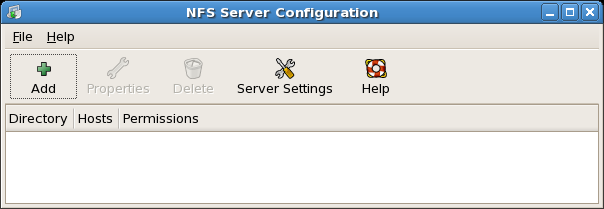 NFS Server Configuration
File Help
Add Properties Delete Server Settings Help
Directory Hosts Permissions